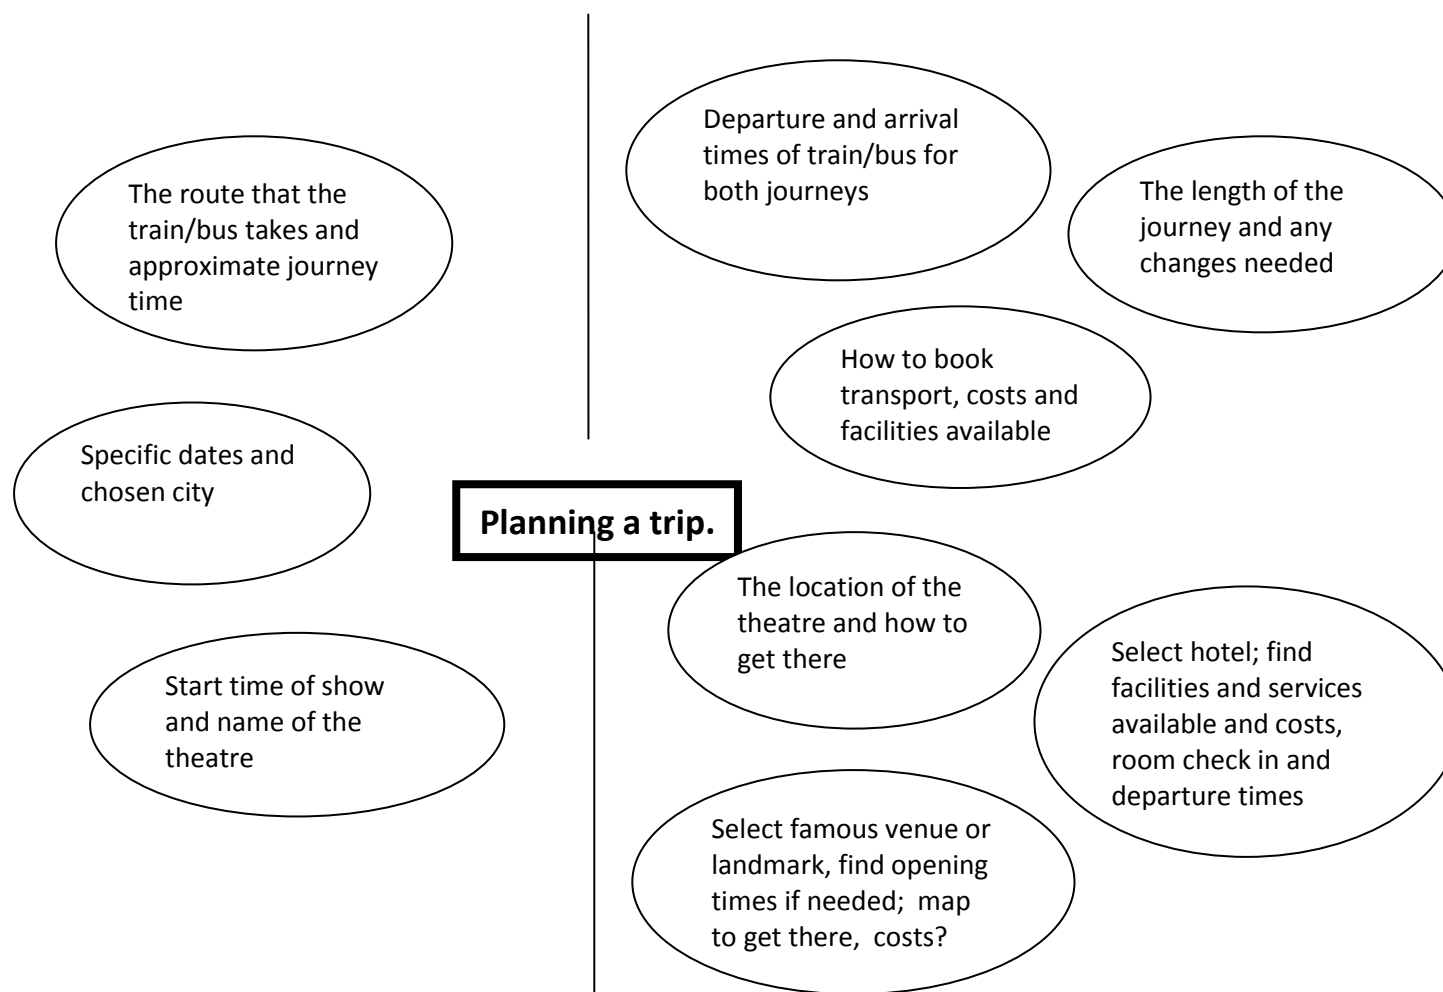 Departure and arrival
times of train/bus for
both journeys
The route that the
train/bus takes and
approximate journey
time
The length of the
journey and any
changes needed
How to book
transport, costs and
facilities available
Specific dates and
chosen city
Planning a trip.
The location of the
theatre and how to
get there
Select hotel; find
facilities and services
available and costs,
room check in and
departure times
Start time of show
and name of the
theatre
Select famous venue or
landmark, find opening
times if needed;  map
to get there,  costs?